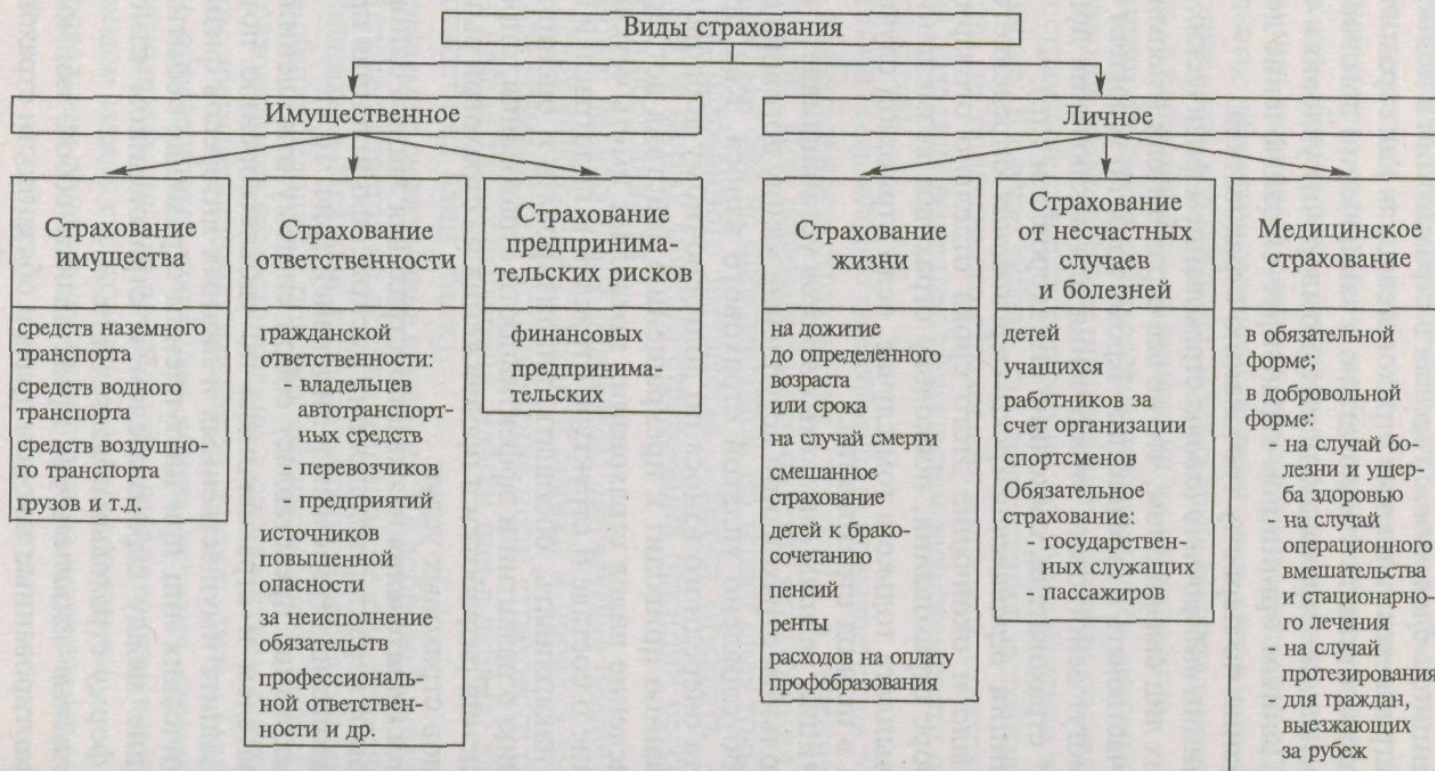 Виды страхования
Имущественное
Страхование
имущества
средств наземного
транспорта
средств водного
транспорта
средств воздушно-
го транспорта
грузов и т.д.
Страхование
ответственности
гражданской
ответственности:
- владельцев
автотранспорт-
ных средств
- перевозчиков
- предприятий
источников
повышенной
опасности
за неисполнение
обязательств
профессиональ-
ной ответствен-
ности и др.
Страхование
предпринима-
тельских рисков
финансовых
предпринима-
тельских
Личное
Страхование
жизни
на дожитие
до определенного
возраста
или срока
на случай смерти
смешанное
страхование
детей к брако-
сочетанию
пенсий
ренты
расходов на оплату
профобразования
Страхование
от несчастных
случаев
и болезней
детей
учащихся
работников за
счет организации
спортсменов
Обязательное
страхование:
- государствен-
ных служащих
- пассажиров
Медицинское
страхование
в обязательной
форме;
в добровольной
форме:
- на случай бо-
лезни и ущер-
ба здоровью
- на случай
операционного
вмешательства
и стационарно-
го лечения
- на случай
протезирования
- для граждан,
выезжающих
за рубеж